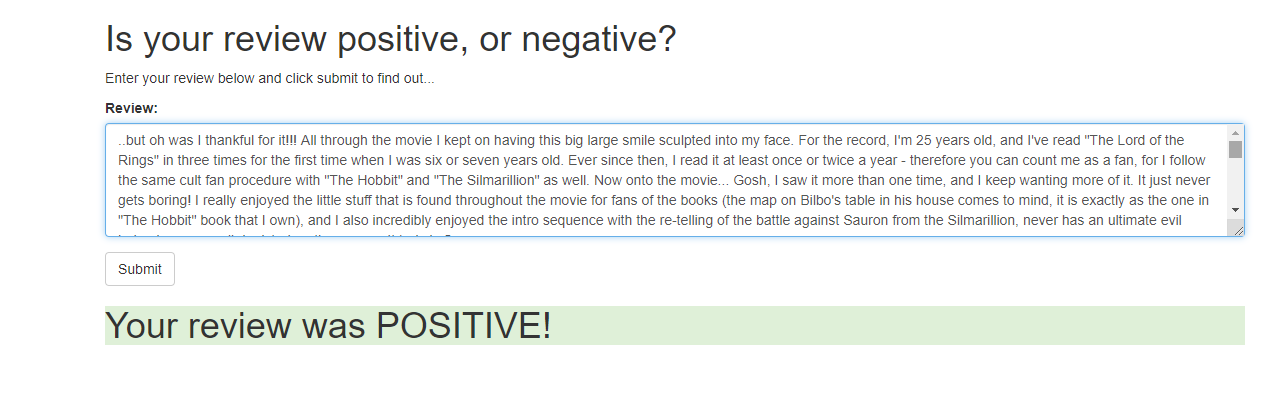 Is your review positive, or negative?
Enter your review below and click submit to find out...
Review:
..but oh was I thankful for it!!! All through the movie I kept on having this big large smile sculpted into my face. For the record, I'm 25 years old, and I've read "The Lord of the
Rings" in three times for the first time when I was six or seven years old. Ever since then, I read it at least once or twice a year - therefore you can count me as a fan, for I follow
the same cult fan procedure with "The Hobbit" and "The Silmarillion" as well. Now onto the movie... Gosh, I saw it more than one time, and I keep wanting more of it. It just never
gets boring! I really enjoyed the little stuff that is found throughout the movie for fans of the books (the map on Bilbo's table in his house comes to mind, it is exactly as the one in
"The Hobbit" book that I own), and I also incredibly enjoyed the intro sequence with the re-telling of the battle against Sauron from the Silmarillion, never has an ultimate evil
Submit
Your review was POSITIVE!